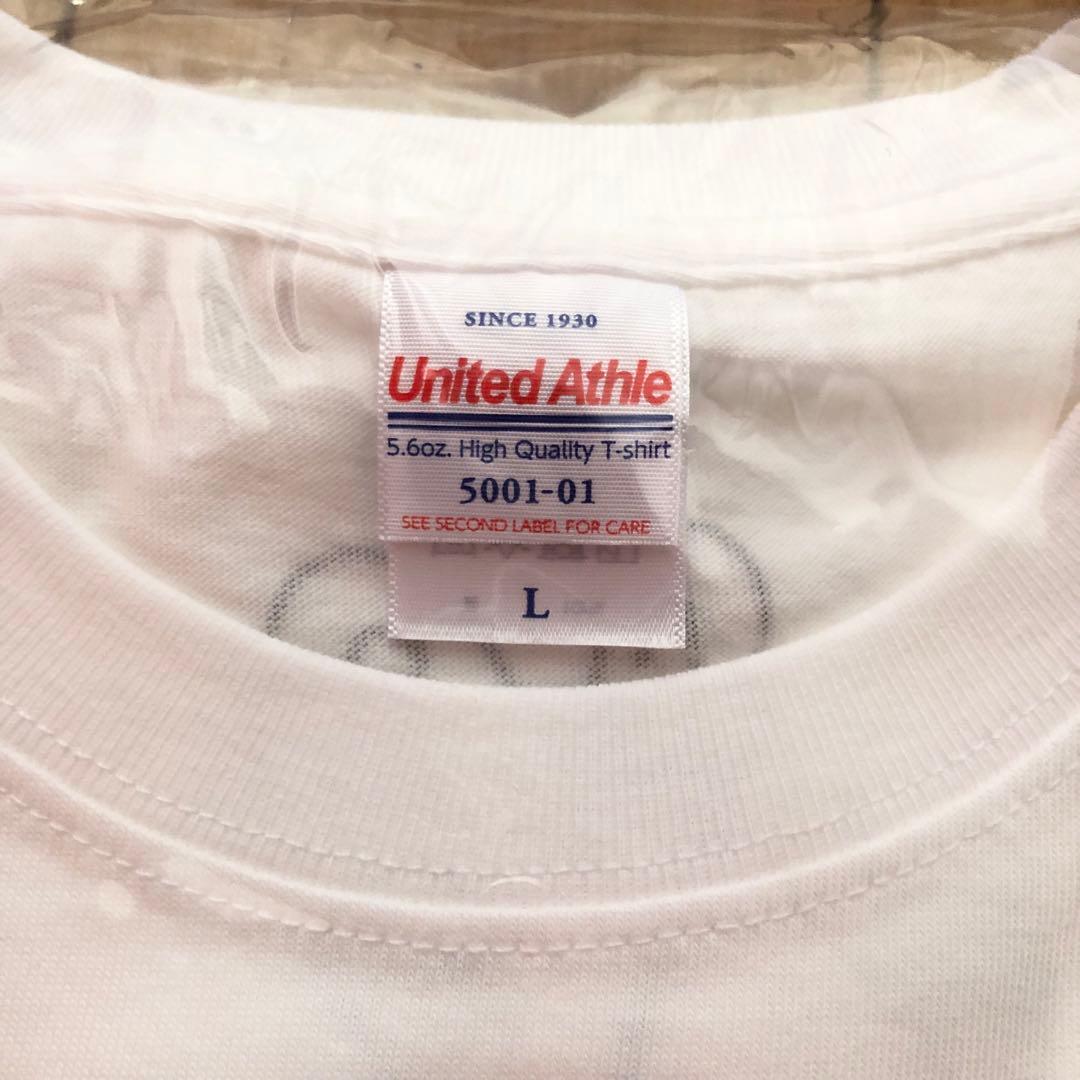 SINCE 1930
United Athle
5.6oz. High Quality T-shirt
5001-01
SEE SECOND LABEL FOR CARE
L